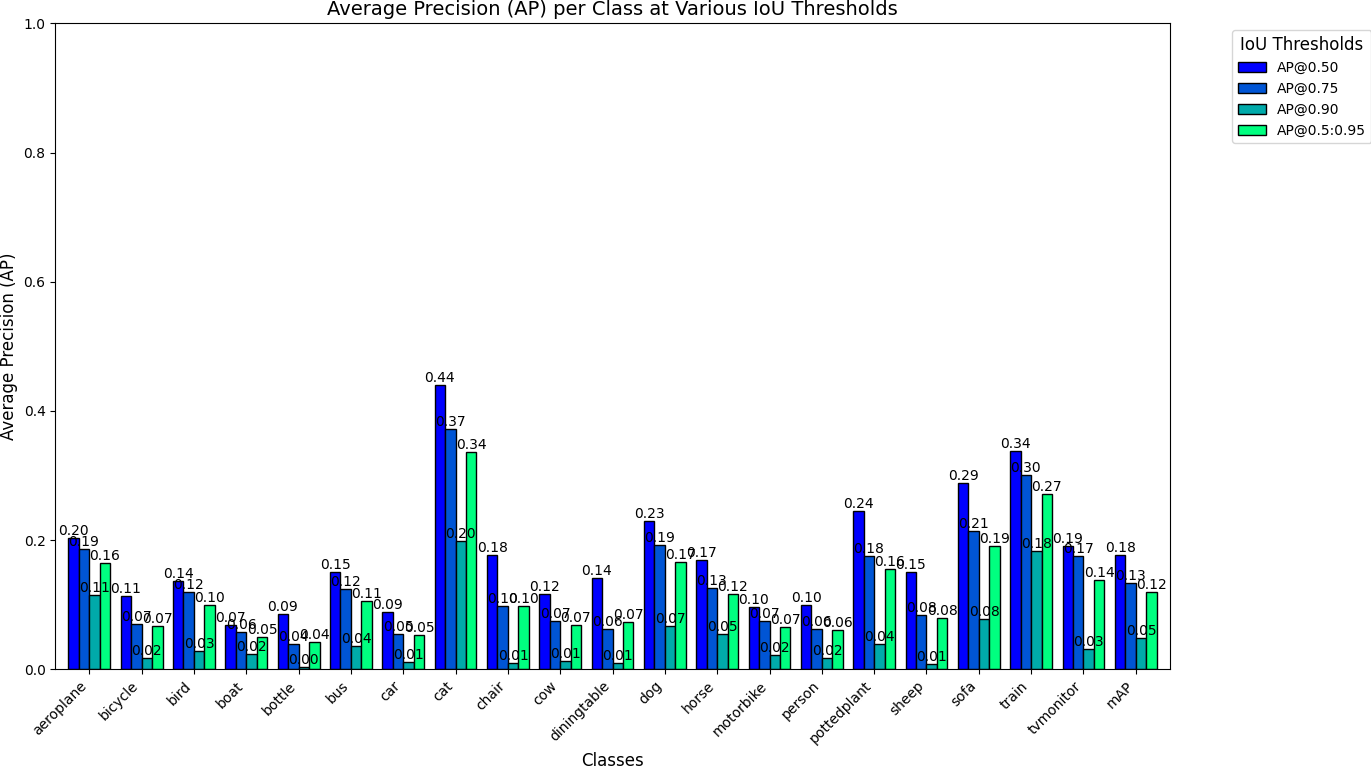 Average Precision (AP) per Class at Various IoU Thresholds
IoU Thresholds
AP@0.50
AP@0.75
AP@0.90
AP@0.5:0.95
Average Precision (AP)
1.0
0.8
0.6
0.4
0.2
0.0
0.20 0.19 0.11 0.16
0.11 0.07 0.02 0.07
0.14 0.12 0.03 0.10
0.07 0.06 0.02 0.05
0.09 0.04 0.00 0.04
0.15 0.12 0.04 0.11
0.09 0.05 0.01 0.05
0.44 0.37 0.20 0.34
0.18 0.10 0.01 0.10
0.12 0.07 0.01 0.07
0.14 0.06 0.01 0.07
0.23 0.19 0.07 0.17
0.17 0.13 0.05 0.12
0.10 0.07 0.02 0.07
0.10 0.06 0.02 0.06
0.24 0.18 0.04 0.16
0.15 0.08 0.01 0.08
0.29 0.21 0.08 0.19
0.34 0.30 0.18 0.27
0.19 0.17 0.03 0.14
0.18 0.13 0.05 0.12
aeroplane
bicycle
bird
boat
bottle
bus
car
cat
chair
cow
diningtable
dog
horse
motorbike
person
pottedplant
sheep
sofa
train
tvmonitor
mAP
Classes